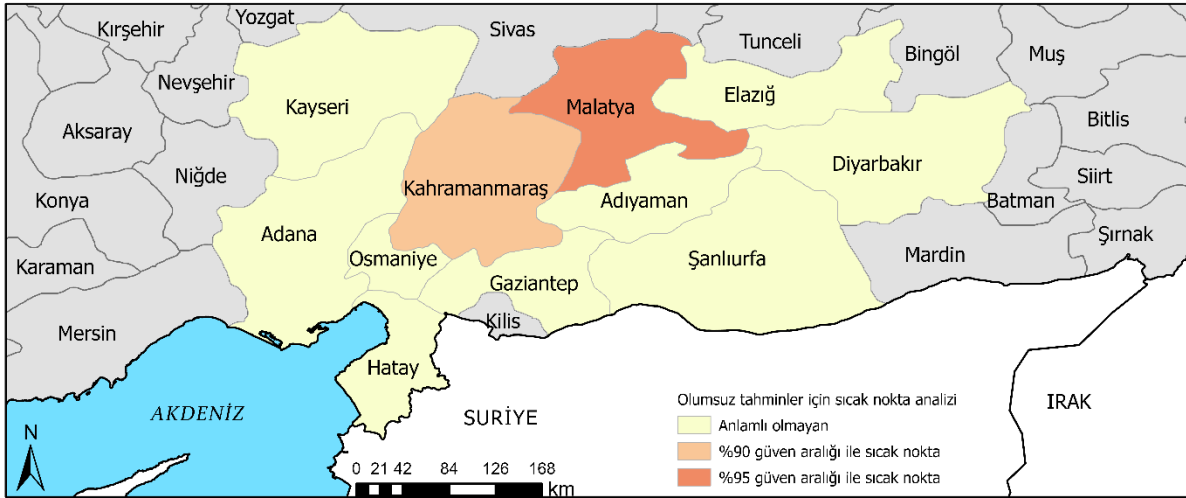 Kırşehir
Yozgat
Sivas
Tunceli
Bingöl
Muş
Nevşehir
Kayseri
Malatya
Elazığ
Aksaray
Bitlis
Niğde
Diyarbakır
Siirt
Kahramanmaraş
Adıyaman
Batman
Konya
Adana
Şırnak
Osmaniye
Şanlıurfa
Mardin
Karaman
Gaziantep
Mersin
Kilis
Hatay
AKDENİZ
SURİYE
IRAK
Olumsuz tahminler için sıcak nokta analizi
Anlamlı olmayan
%90 güven aralığı ile sıcak nokta
%95 güven aralığı ile sıcak nokta
N
0 21 42 84 126 168
km